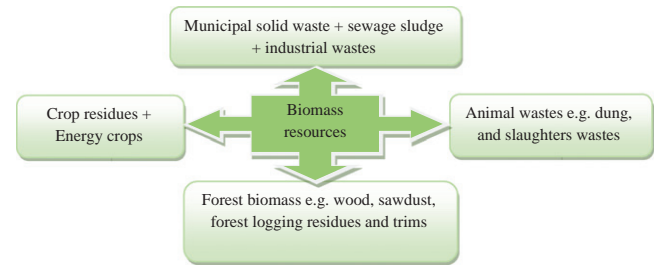 Municipal solid waste + sewage sludge
+ industrial wastes
Crop residues +
Energy crops
Biomass
resources
Animal wastes e.g. dung,
and slaughters wastes
Forest biomass e.g. wood, sawdust,
forest logging residues and trims